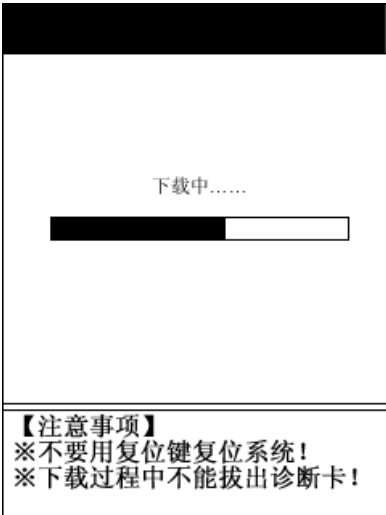 下载中……
【注意事项】
※不要用复位键复位系统！
※下载过程中不能拔出诊断卡！